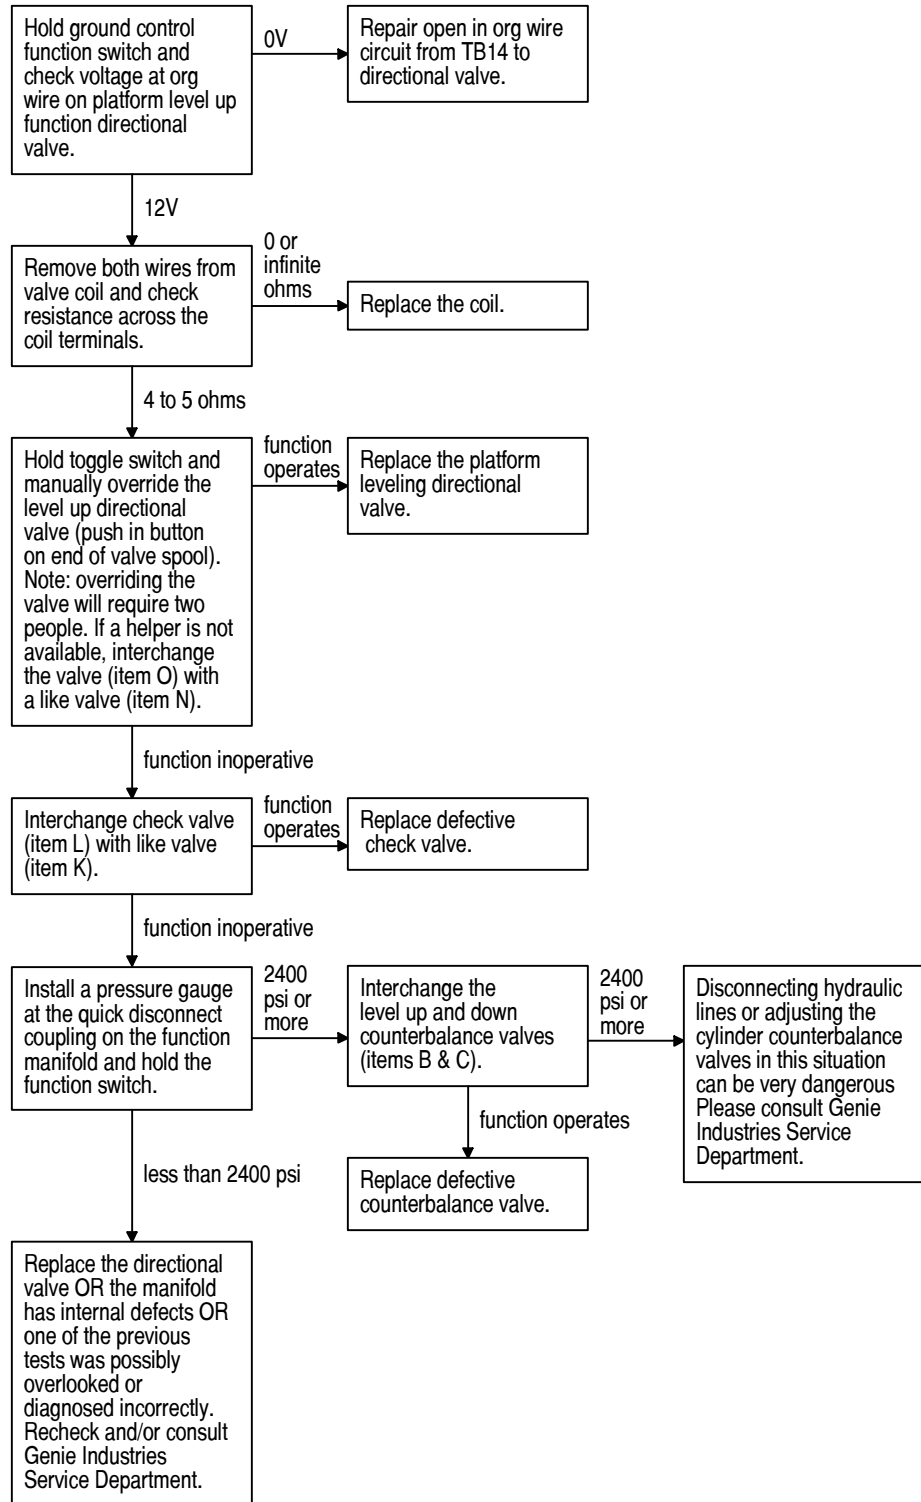 Hold ground control
function switch and
check voltage at org
wire on platform level up
function directional
valve.
0V
Repair open in org wire
circuit from TB14 to
directional valve.
12V
Remove both wires from
valve coil and check
resistance across the
coil terminals.
0 or
infinite
ohms
Replace the coil.
4 to 5 ohms
Hold toggle switch and
manually override the
level up directional
valve (push in button
on end of valve spool).
Note: overriding the
valve will require two
people. If a helper is not
available, interchange
the valve (item O) with
a like valve (item N).
function
operates
Replace the platform
leveling directional
valve.
function inoperative
Interchange check valve
(item L) with like valve
(item K).
function
operates
Replace defective
check valve.
function inoperative
Install a pressure gauge
at the quick disconnect
coupling on the function
manifold and hold the
function switch.
2400
psi or
more
Interchange the
level up and down
counterbalance valves
(items B & C).
2400
psi or
more
Disconnecting hydraulic
lines or adjusting the
cylinder counterbalance
valves in this situation
can be very dangerous
Please consult Genie
Industries Service
Department.
function operates
Replace defective
counterbalance valve.
less than 2400 psi
Replace the directional
valve OR the manifold
has internal defects OR
one of the previous
tests was possibly
overlooked or
diagnosed incorrectly.
Recheck and/or consult
Genie Industries
Service Department.